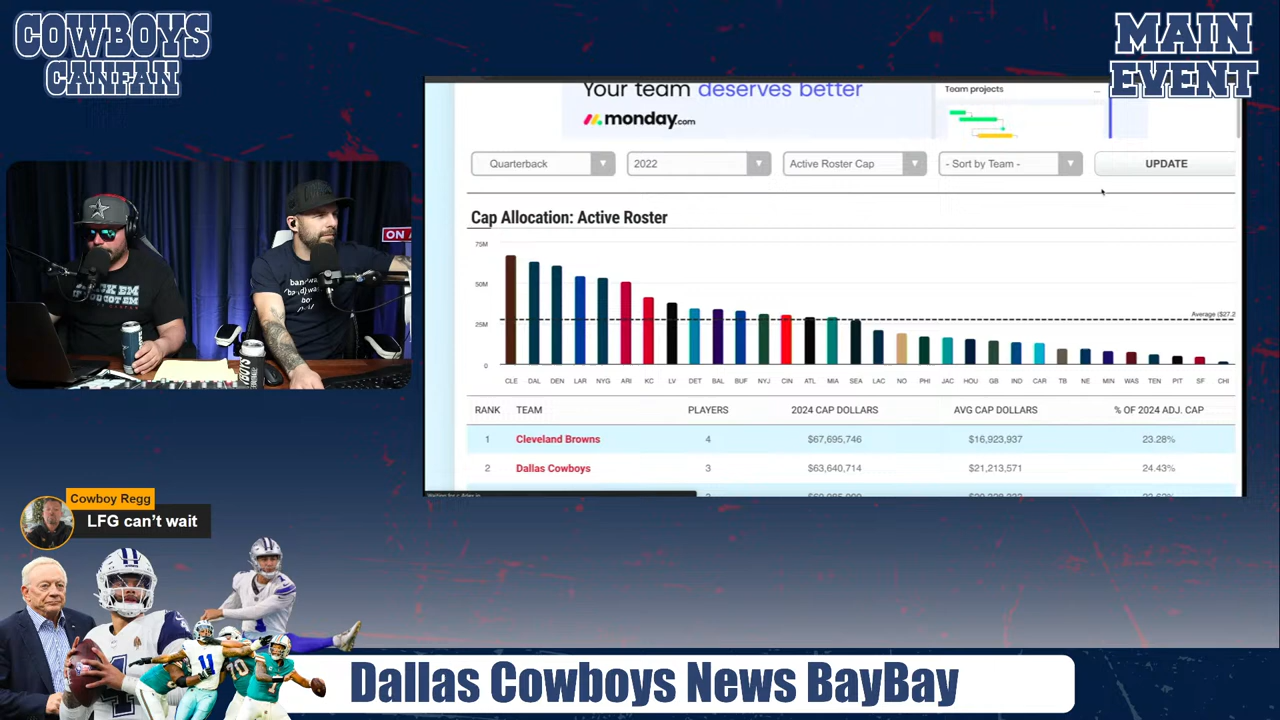 COWBOYS
CANFAN
MAIN
EVENT
Your team deserves better
monday.com
Team projects
Quarterback
2022
Active Roster Cap
- Sort by Team -
UPDATE
Cap Allocation: Active Roster
75M
50M
25M
0
Average ($27.2
CLE DAL DEN LAR NYG ARI KC LV DET BAL BUF NYJ CIN ATL MIA SEA LAC NO PHI JAC HOU GB IND CAR TB NE MIN WAS TEN PIT SF CHI
RANK TEAM PLAYERS 2024 CAP DOLLARS AVG CAP DOLLARS % OF 2024 ADJ. CAP
1 Cleveland Browns 4 $67,695,746 $16,923,937 23.28%
2 Dallas Cowboys 3 $63,640,714 $21,213,571 24.43%
ON A
Cowboy Regg
LFG can't wait
Dallas Cowboys News BayBay